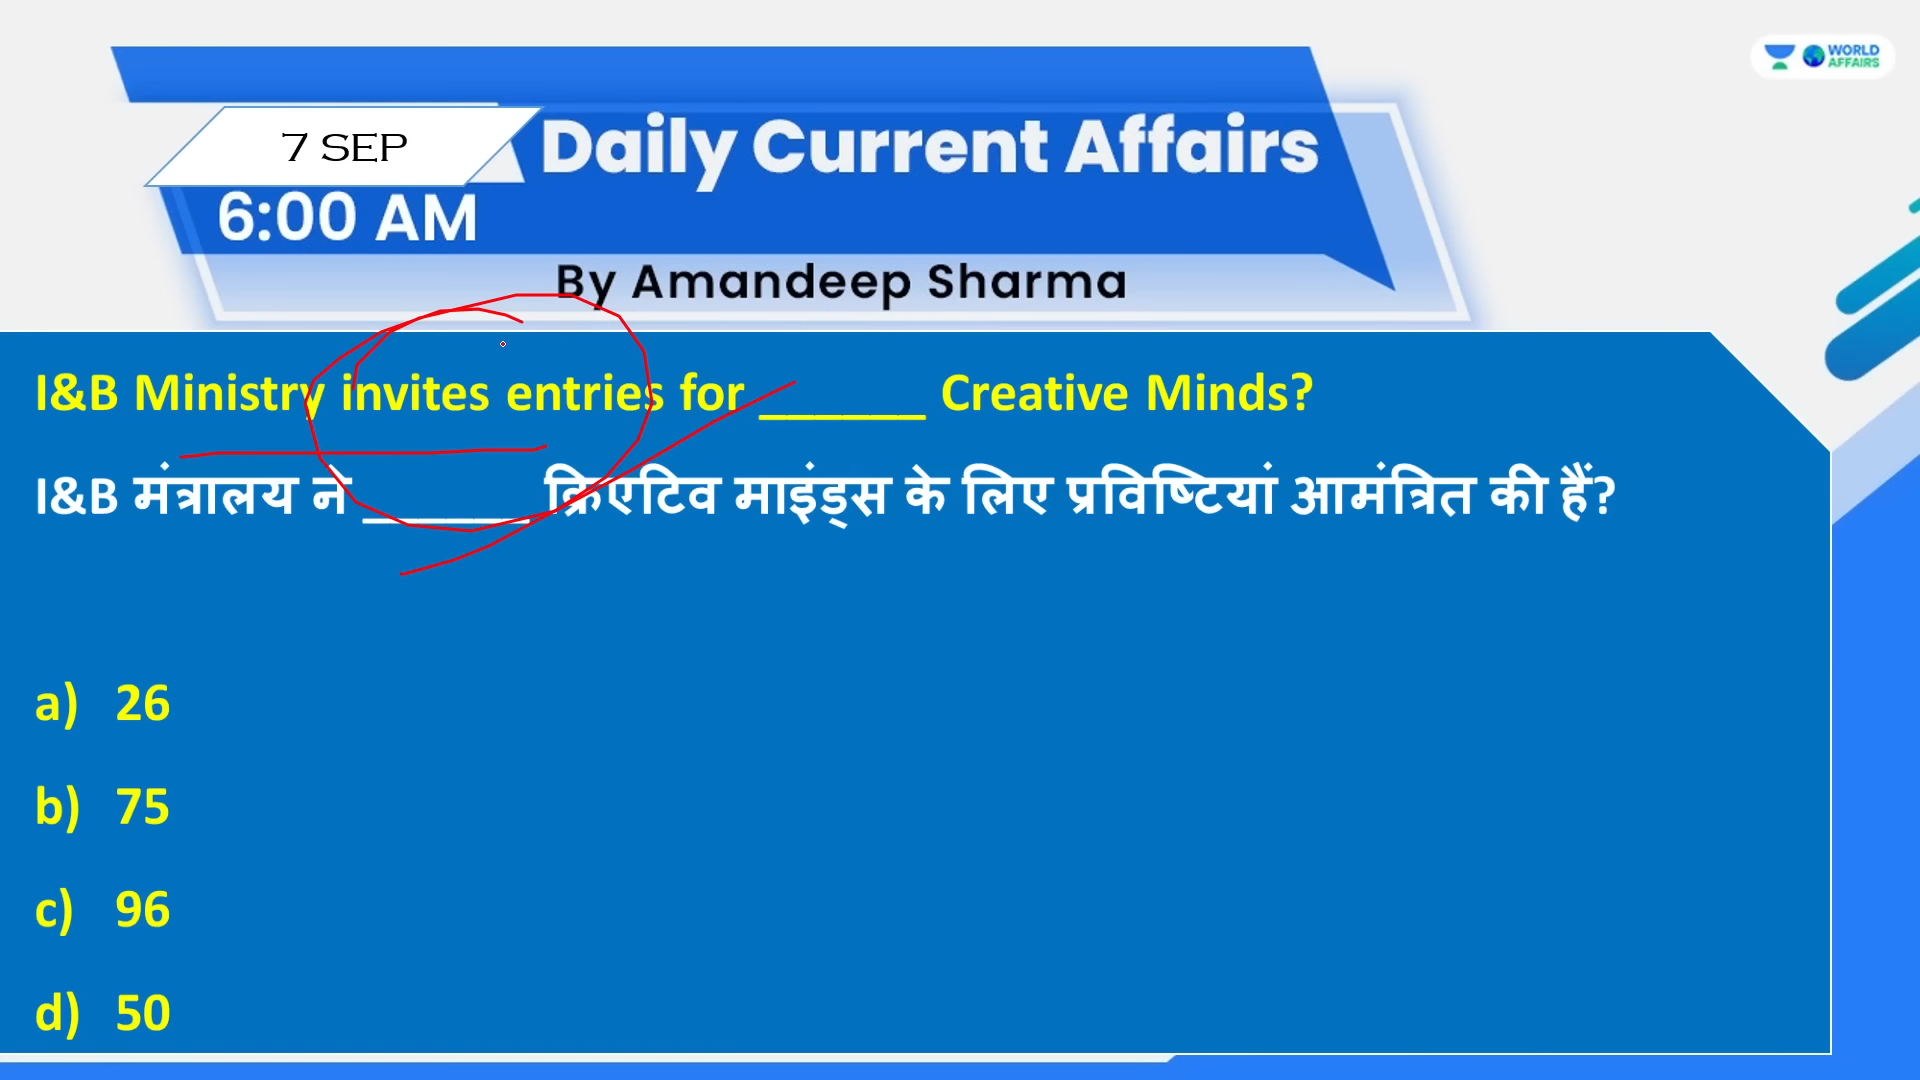 WORLD
AFFAIRS
7 SEP
Daily Current Affairs
6:00 AM
By Amandeep Sharma
I&B Ministry invites entries for ______ Creative Minds?
I&B मंत्रालय ने ______ क्रिएटिव माइंड्स के लिए प्रविष्टियां आमंत्रित की हैं?
a) 26
b) 75
c) 96
d) 50